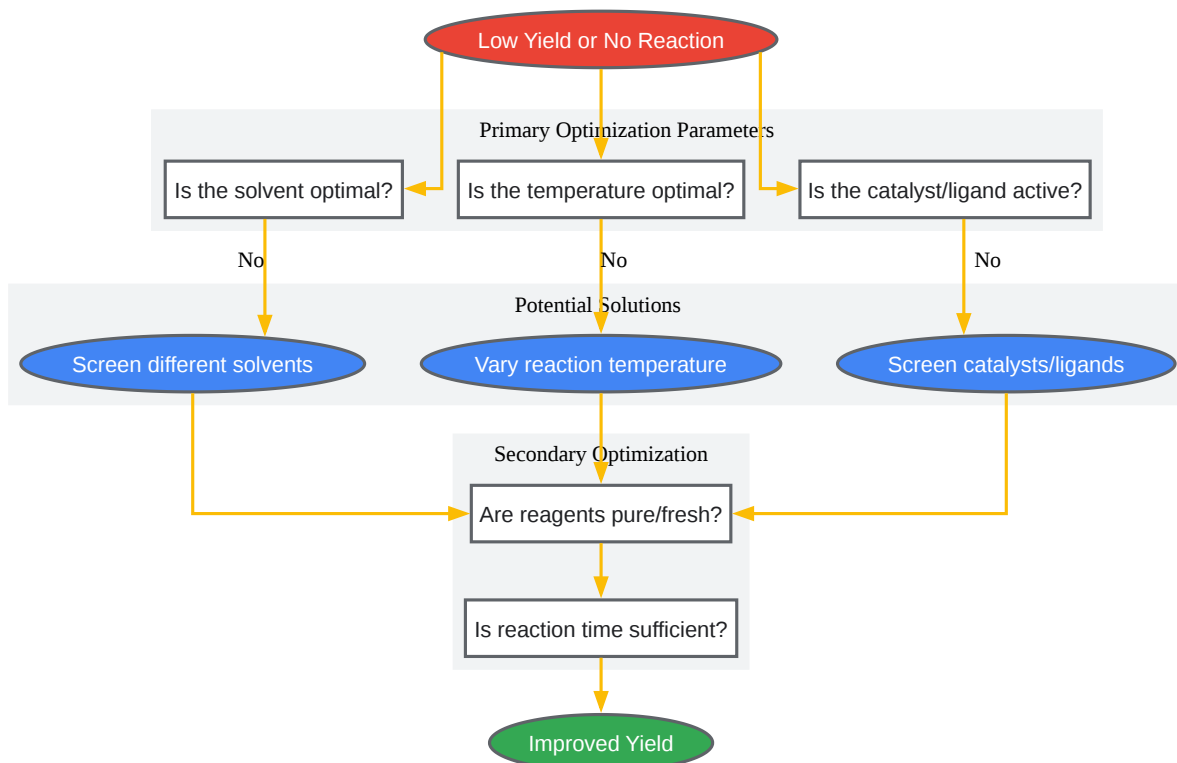 Low Yield or No Reaction
Primary Optimization Parameters
Is the solvent optimal?
Is the temperature optimal?
Is the catalyst/ligand active?
No
No
No
Potential Solutions
Screen different solvents
Vary reaction temperature
Screen catalysts/ligands
Secondary Optimization
Are reagents pure/fresh?
Is reaction time sufficient?
Improved Yield